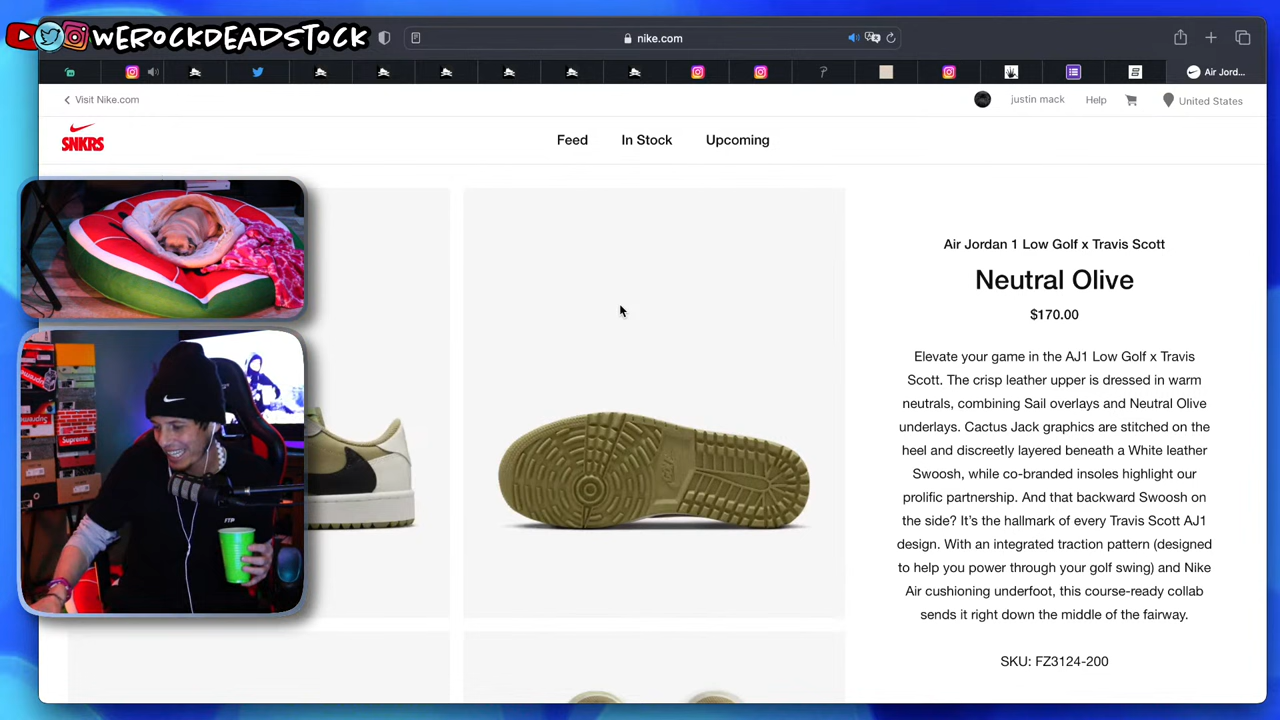 WEROCKDEADSTOCK
nike.com
Air Jord...
Visit Nike.com
justin mack
Help
United States
SNKRS
Feed
In Stock
Upcoming
Air Jordan 1 Low Golf x Travis Scott
Neutral Olive
$170.00
Elevate your game in the AJ1 Low Golf x Travis
Scott. The crisp leather upper is dressed in warm
neutrals, combining Sail overlays and Neutral Olive
underlays. Cactus Jack graphics are stitched on the
heel and discreetly layered beneath a White leather
Swoosh, while co-branded insoles highlight our
prolific partnership. And that backward Swoosh on
the side? It's the hallmark of every Travis Scott AJ1
design. With an integrated traction pattern (designed
to help you power through your golf swing) and Nike
Air cushioning underfoot, this course-ready collab
sends it right down the middle of the fairway.
SKU: FZ3124-200
Supreme
FTP